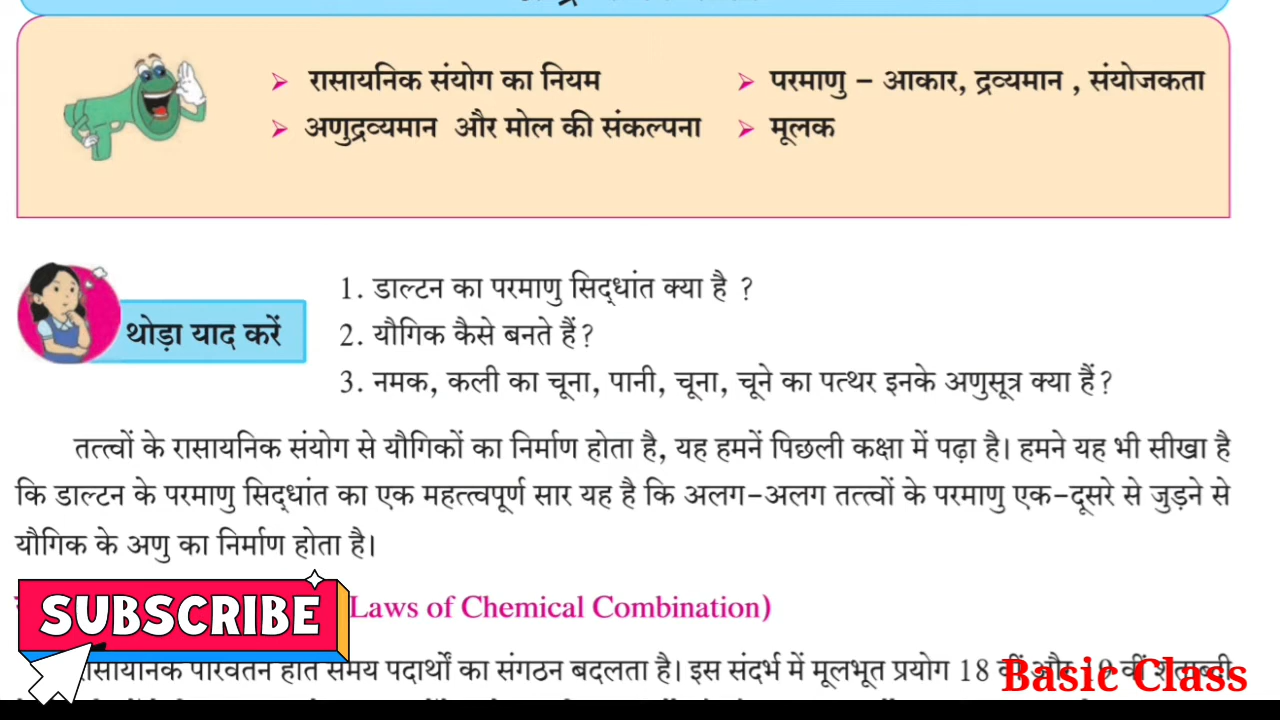 ➢ रासायनिक संयोग का नियम
➢ परमाणु – आकार, द्रव्यमान , संयोजकता
➢ अणुद्रव्यमान और मोल की संकल्पना
➢ मूलक
थोड़ा याद करें
1. डाल्टन का परमाणु सिद्धांत क्या है ?
2. यौगिक कैसे बनते हैं?
3. नमक, कली का चूना, पानी, चूना, चूने का पत्थर इनके अणुसूत्र क्या हैं?
तत्त्वों के रासायनिक संयोग से यौगिकों का निर्माण होता है, यह हमनें पिछली कक्षा में पढ़ा है। हमने यह भी सीखा है
कि डाल्टन के परमाणु सिद्धांत का एक महत्त्वपूर्ण सार यह है कि अलग-अलग तत्त्वों के परमाणु एक-दूसरे से जुड़ने से
यौगिक के अणु का निर्माण होता है।
SUBSCRIBE
Laws of Chemical Combination)
समय पदार्थों का संगठन बदलता है। इस संदर्भ में मूलभूत प्रयोग 18
Basic Class